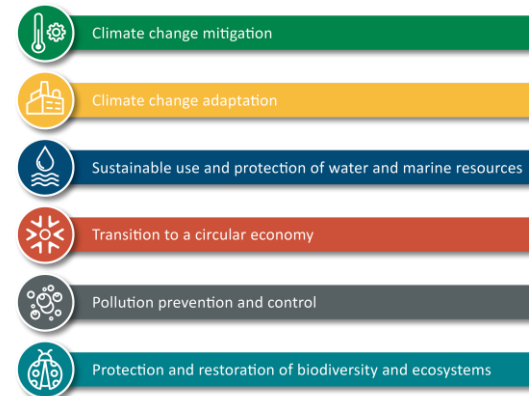 Climate change mitigation
Climate change adaptation
Sustainable use and protection of water and marine resources
Transition to a circular economy
Pollution prevention and control
Protection and restoration of biodiversity and ecosystems